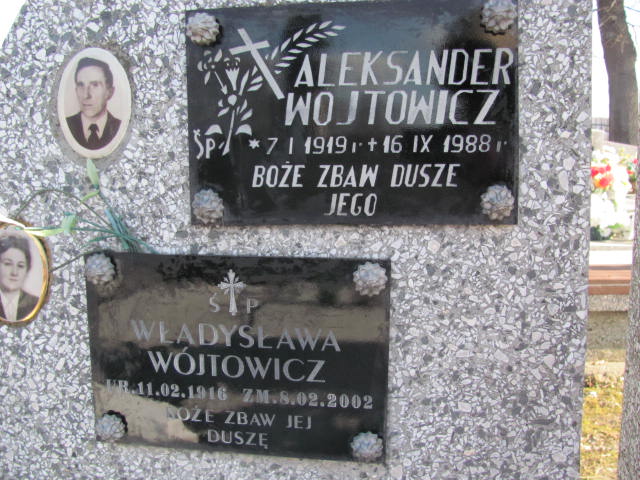 ALEKSANDER
WOJTOWICZ
ŚP * 7 I 1919 r + 16 IX 1988 r
BOŻE ZBAW DUSZE
JEGO
Ś P
WŁADYSŁAWA
WÓJTOWICZ
UR.11.02.1916 ZM.8.02.2002
BOŻE ZBAW JEJ
DUSZĘ